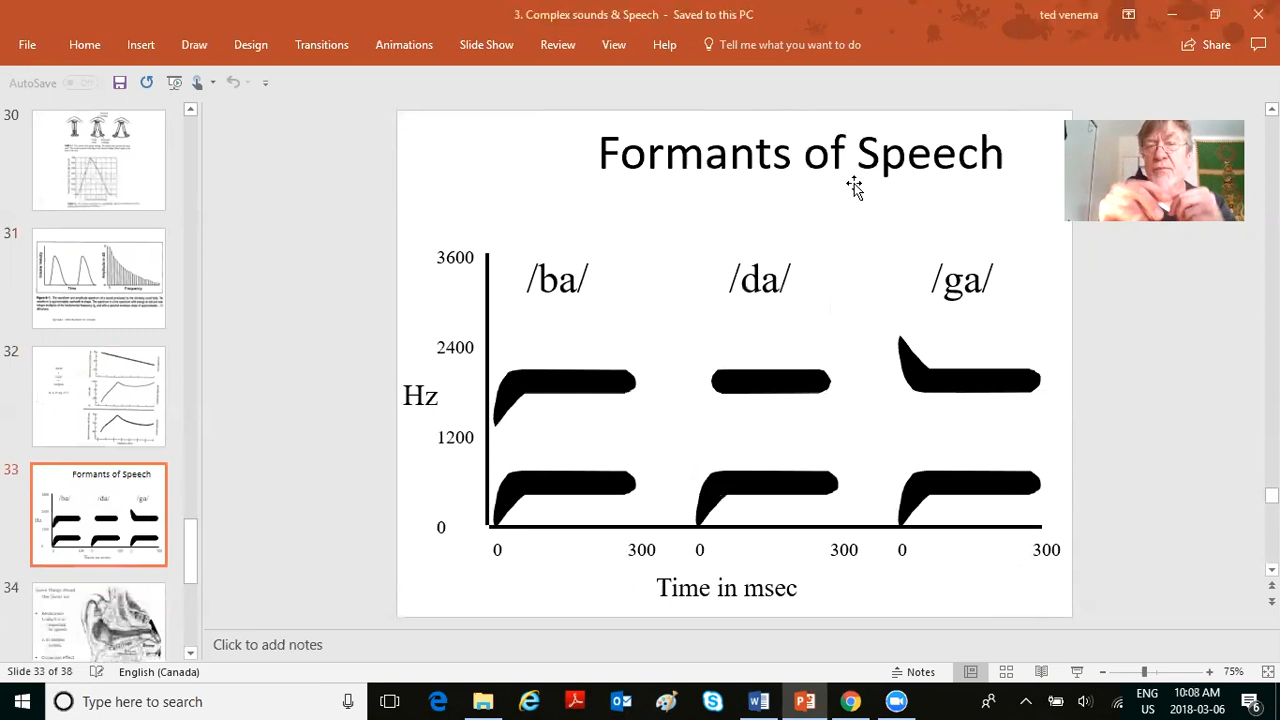 3. Complex sounds & Speech - Saved to this PC
ted venema
File Home Insert Draw Design Transitions Animations Slide Show Review View Help Tell me what you want to do Share
AutoSave Off
30
31
32
33
34
Formants of Speech
/ba/ /da/ /ga/
3600
2400
Hz
1200
0
0 300 0 300 0 300
Time in msec
Click to add notes
Slide 33 of 38 English (Canada) Notes 75%
Type here to search
ENG
US
10:08 AM
2018-03-06
6